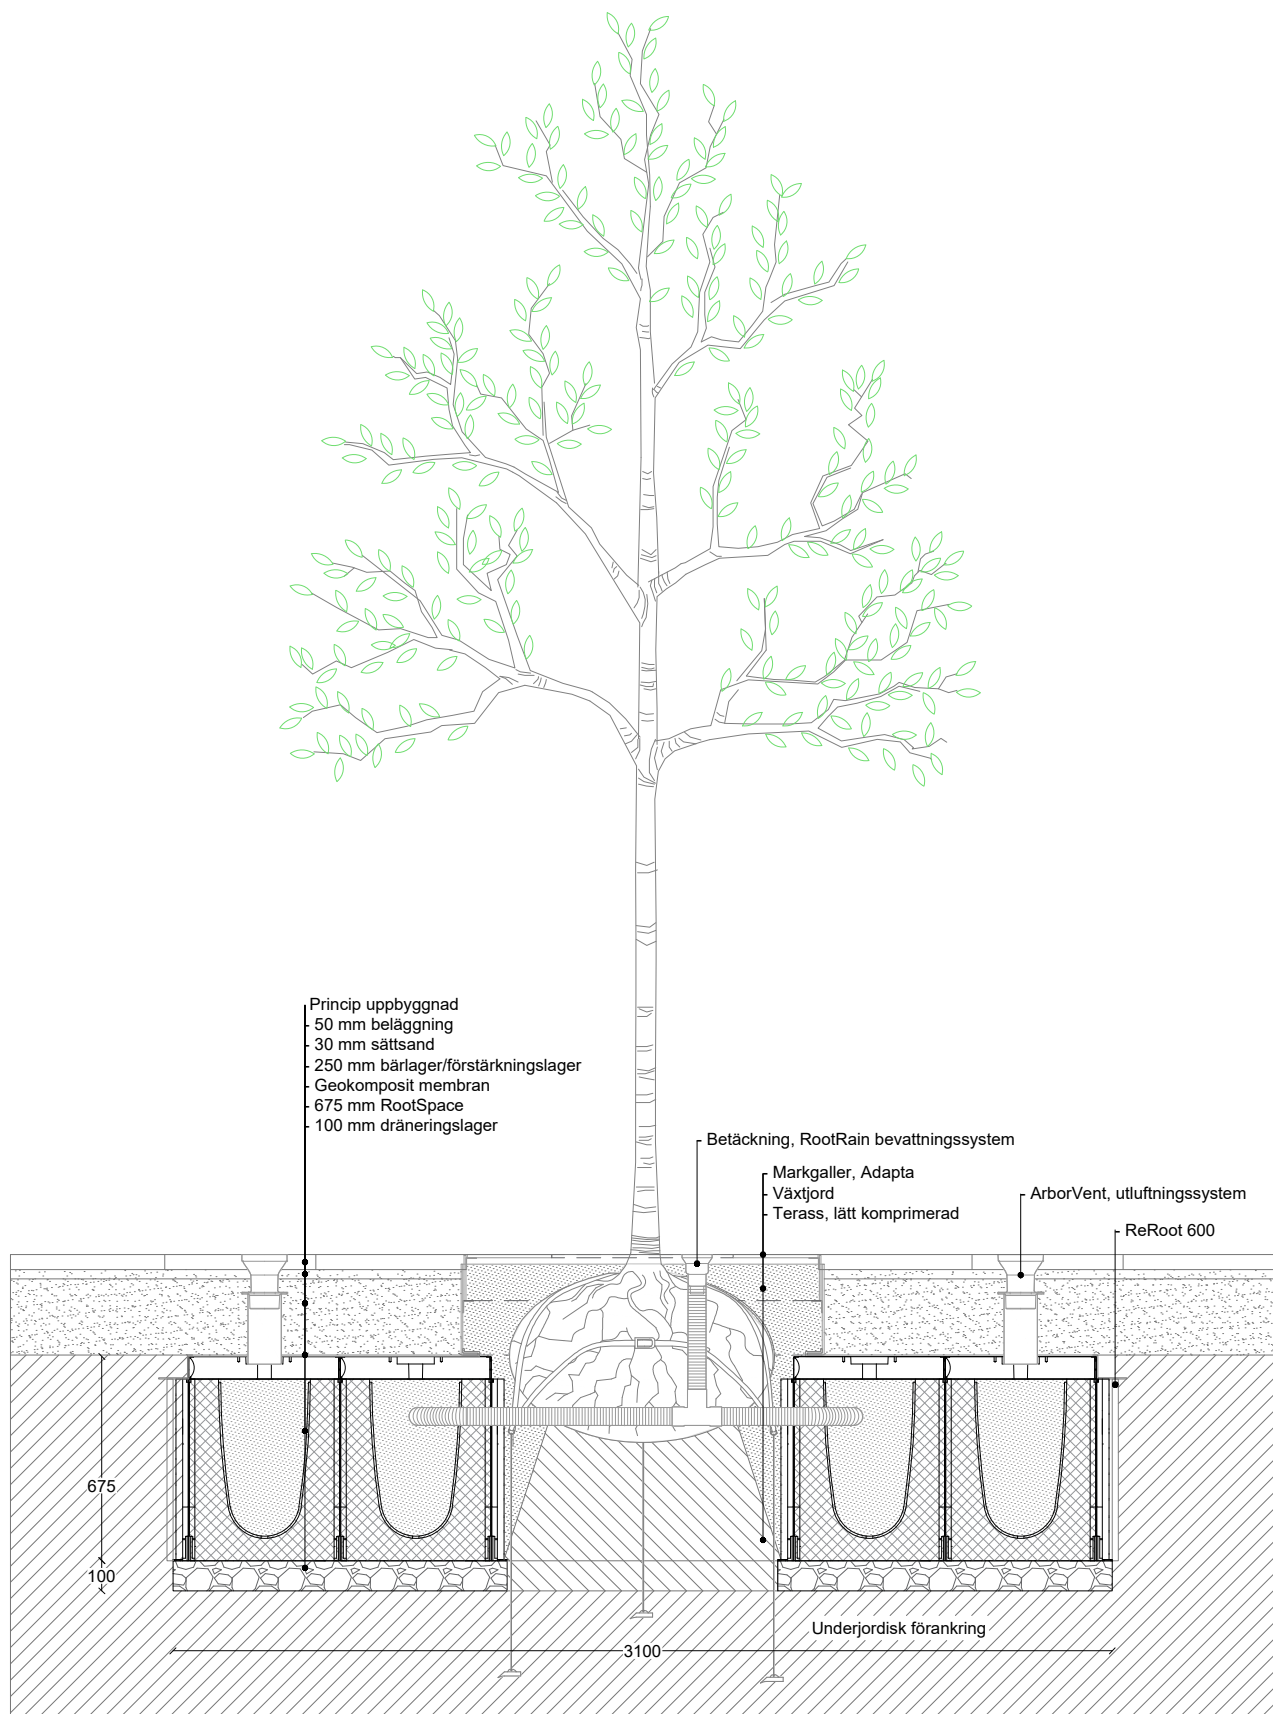 Princip uppbyggnad
50 mm beläggning
30 mm sättsand
250 mm bärlager/förstärkningslager
Geokomposit membran
675 mm RootSpace
100 mm dräneringslager
Betäckning, RootRain bevattningssystem
Markgaller, Adapta
Växtjord
Terass, lätt komprimerad
ArborVent, utluftningssystem
ReRoot 600
675
100
Underjordisk förankring
3100